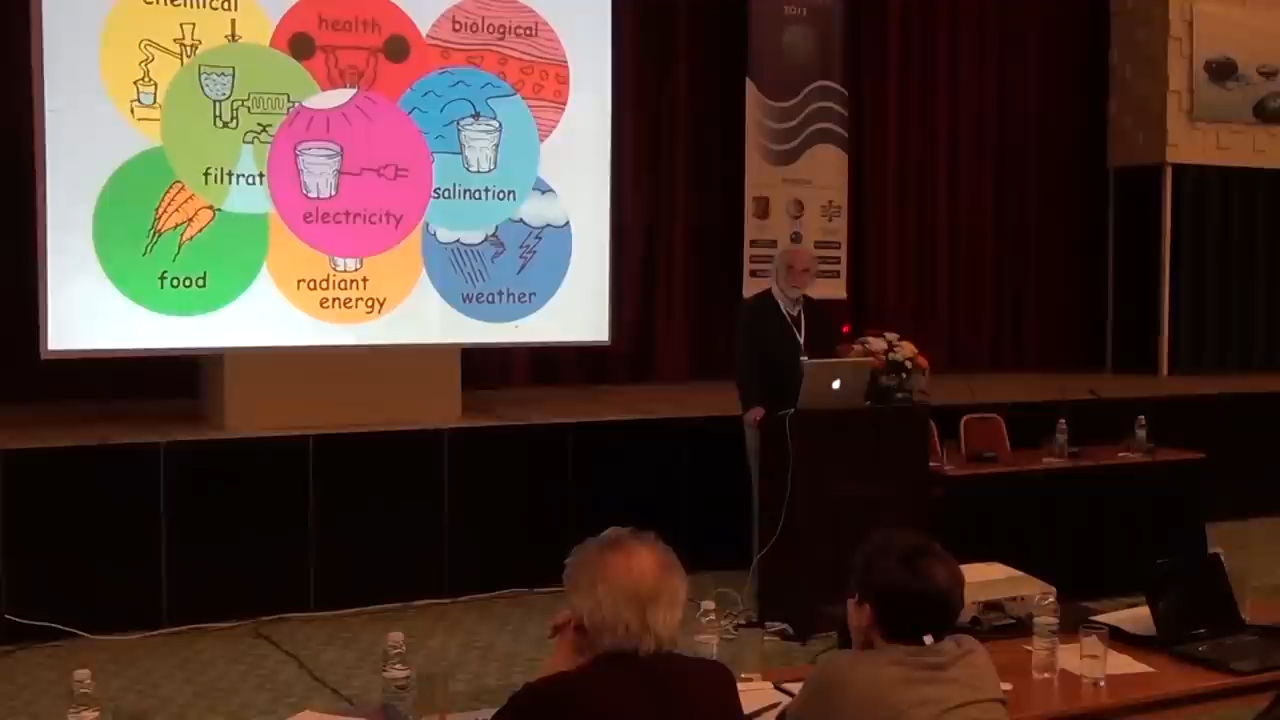 chemical
health
biological
filtrat
electricity
salination
food
radiant
energy
weather